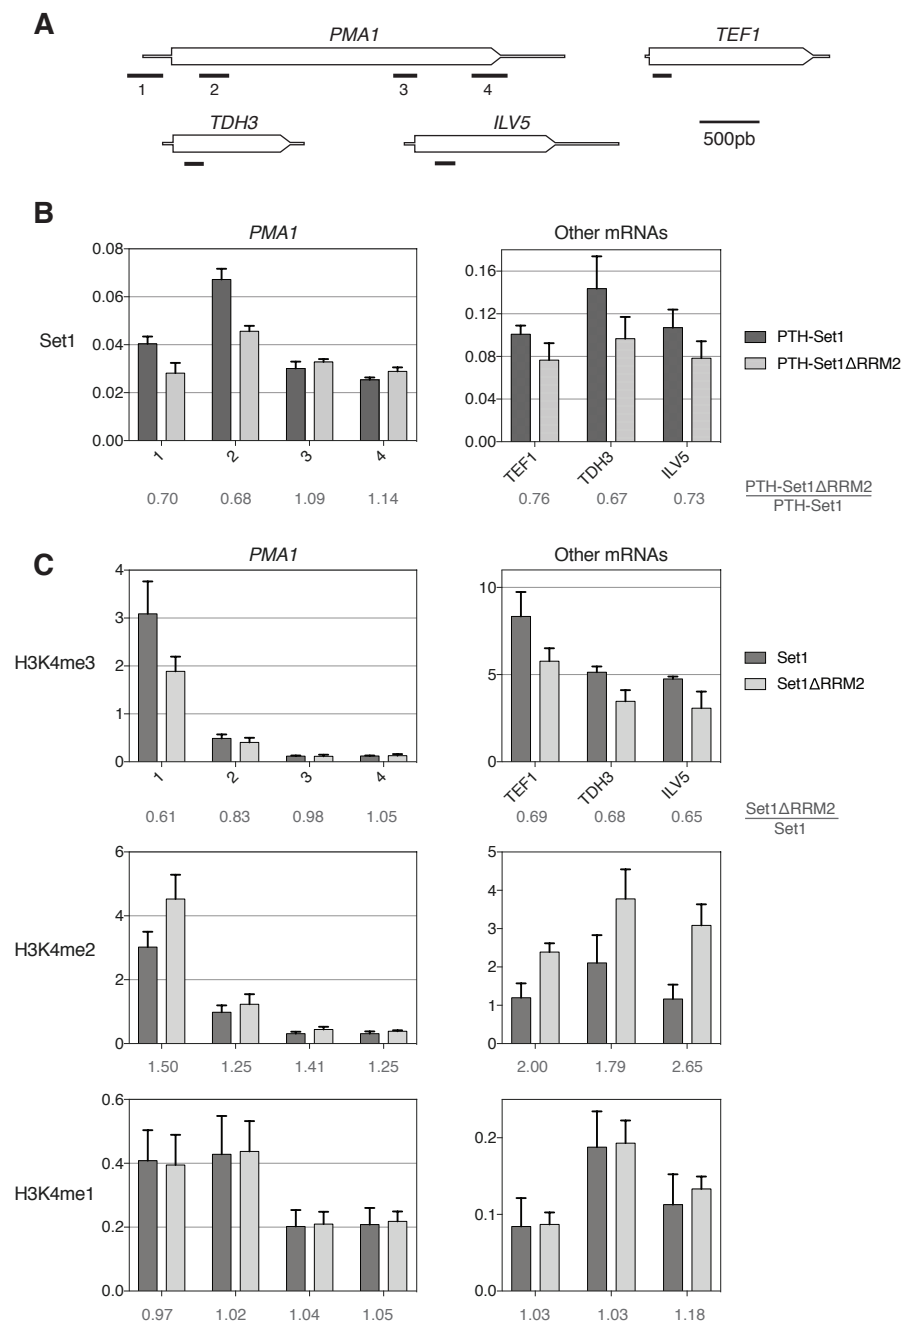 A
PMA1
TEF1
1 2 3 4
TDH3
ILV5
500pb
B
PMA1
Other mRNAs
Set1
0.08
0.06
0.04
0.02
0.00
1 2 3 4
0.70 0.68 1.09 1.14
0.16
0.12
0.08
0.04
0.00
TEF1 TDH3 ILV5
0.76 0.67 0.73
PTH-Set1
PTH-Set1ΔRRM2
PTH-Set1ΔRRM2
PTH-Set1
C
PMA1
Other mRNAs
H3K4me3
4
3
2
1
0
1 2 3 4
0.61 0.83 0.98 1.05
10
5
0
TEF1 TDH3 ILV5
0.69 0.68 0.65
Set1
Set1ΔRRM2
Set1ΔRRM2
Set1
H3K4me2
6
4
2
0
1.50 1.25 1.41 1.25
5
4
3
2
1
0
2.00 1.79 2.65
H3K4me1
0.6
0.4
0.2
0.0
0.97 1.02 1.04 1.05
0.2
0.1
0.0
1.03 1.03 1.18